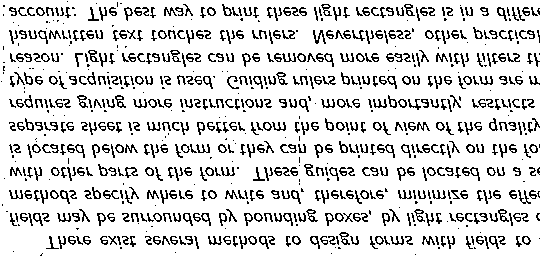 There exist several methods to design forms with fields to
fields may be surrounded by bounding boxes, by light rectangles o
methods specify where to write and, therefore, minimize the effec
with other parts of the form. These guides can be located on a se
is located below the form or they can be printed directly on the fo
separate sheet is much better from the point of view of the quality
requires giving more instructions and, more importantly, restricts
type of acquisition is used. Guiding rulers printed on the form are m
reason. Light rectangles can be removed more easily with filters th
handwritten text touches the rulers. Nevertheless, other practical
account: The best way to print these light rectangles is in a differe